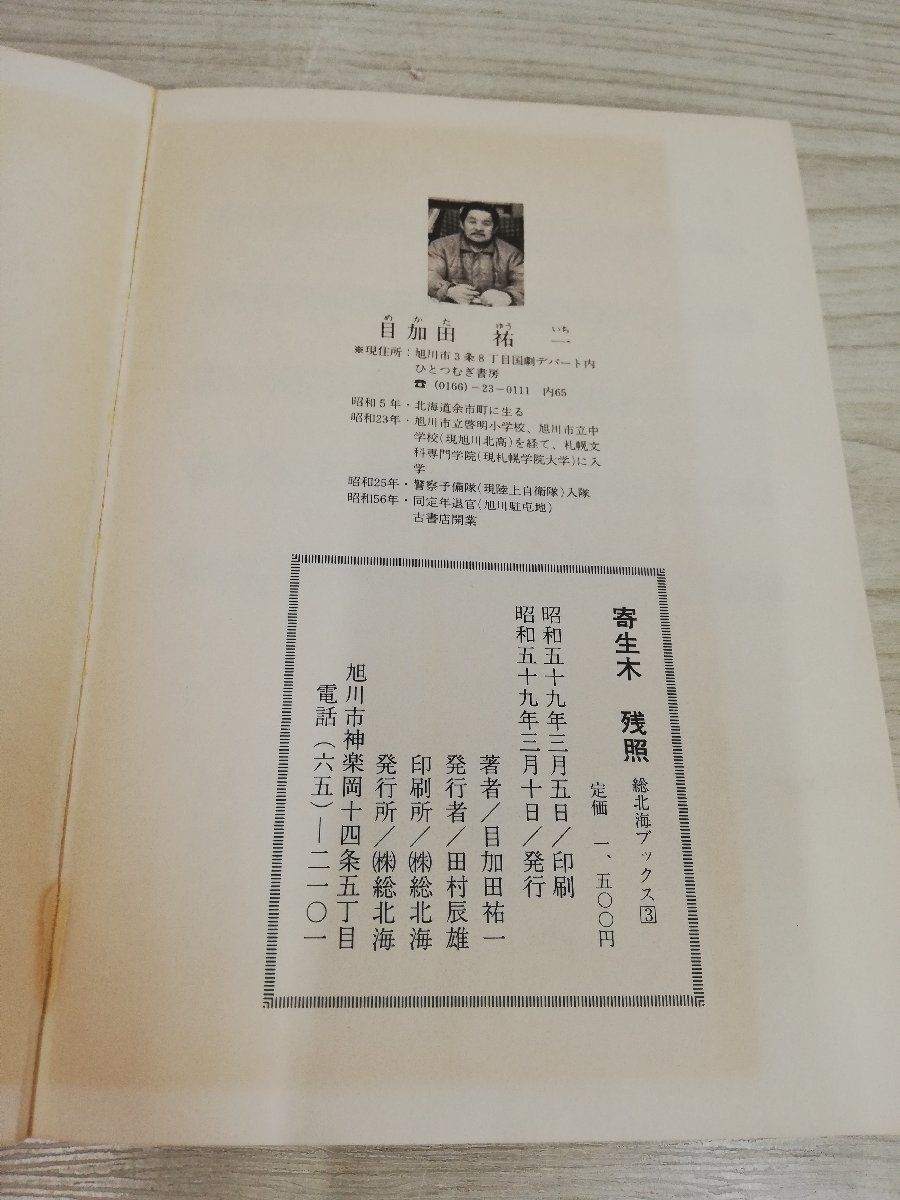 めかた ゆう いち
目加田 祐一
※現住所：旭川市3条8丁目国劇デパート内
ひとつむぎ書房
☎(0166)－23－0111 内65
昭和5年・北海道余市町に生る
昭和23年・旭川市立啓明小学校、旭川市立中
学校(現旭川北高)を経て、札幌文
科専門学院(現札幌学院大学)に入
学
昭和25年・警察予備隊(現陸上自衛隊)入隊
昭和56年・同定年退官(旭川駐屯地)
古書店開業
寄生木 残照 総北海ブックス3
定価 一、五〇〇円
昭和五十九年三月五日/印刷
昭和五十九年三月十日/発行
著者/目加田祐一
発行者/田村辰雄
印刷所/㈱総北海
発行所/㈱総北海
旭川市神楽岡十四条五丁目
電話(六五)―二一〇一